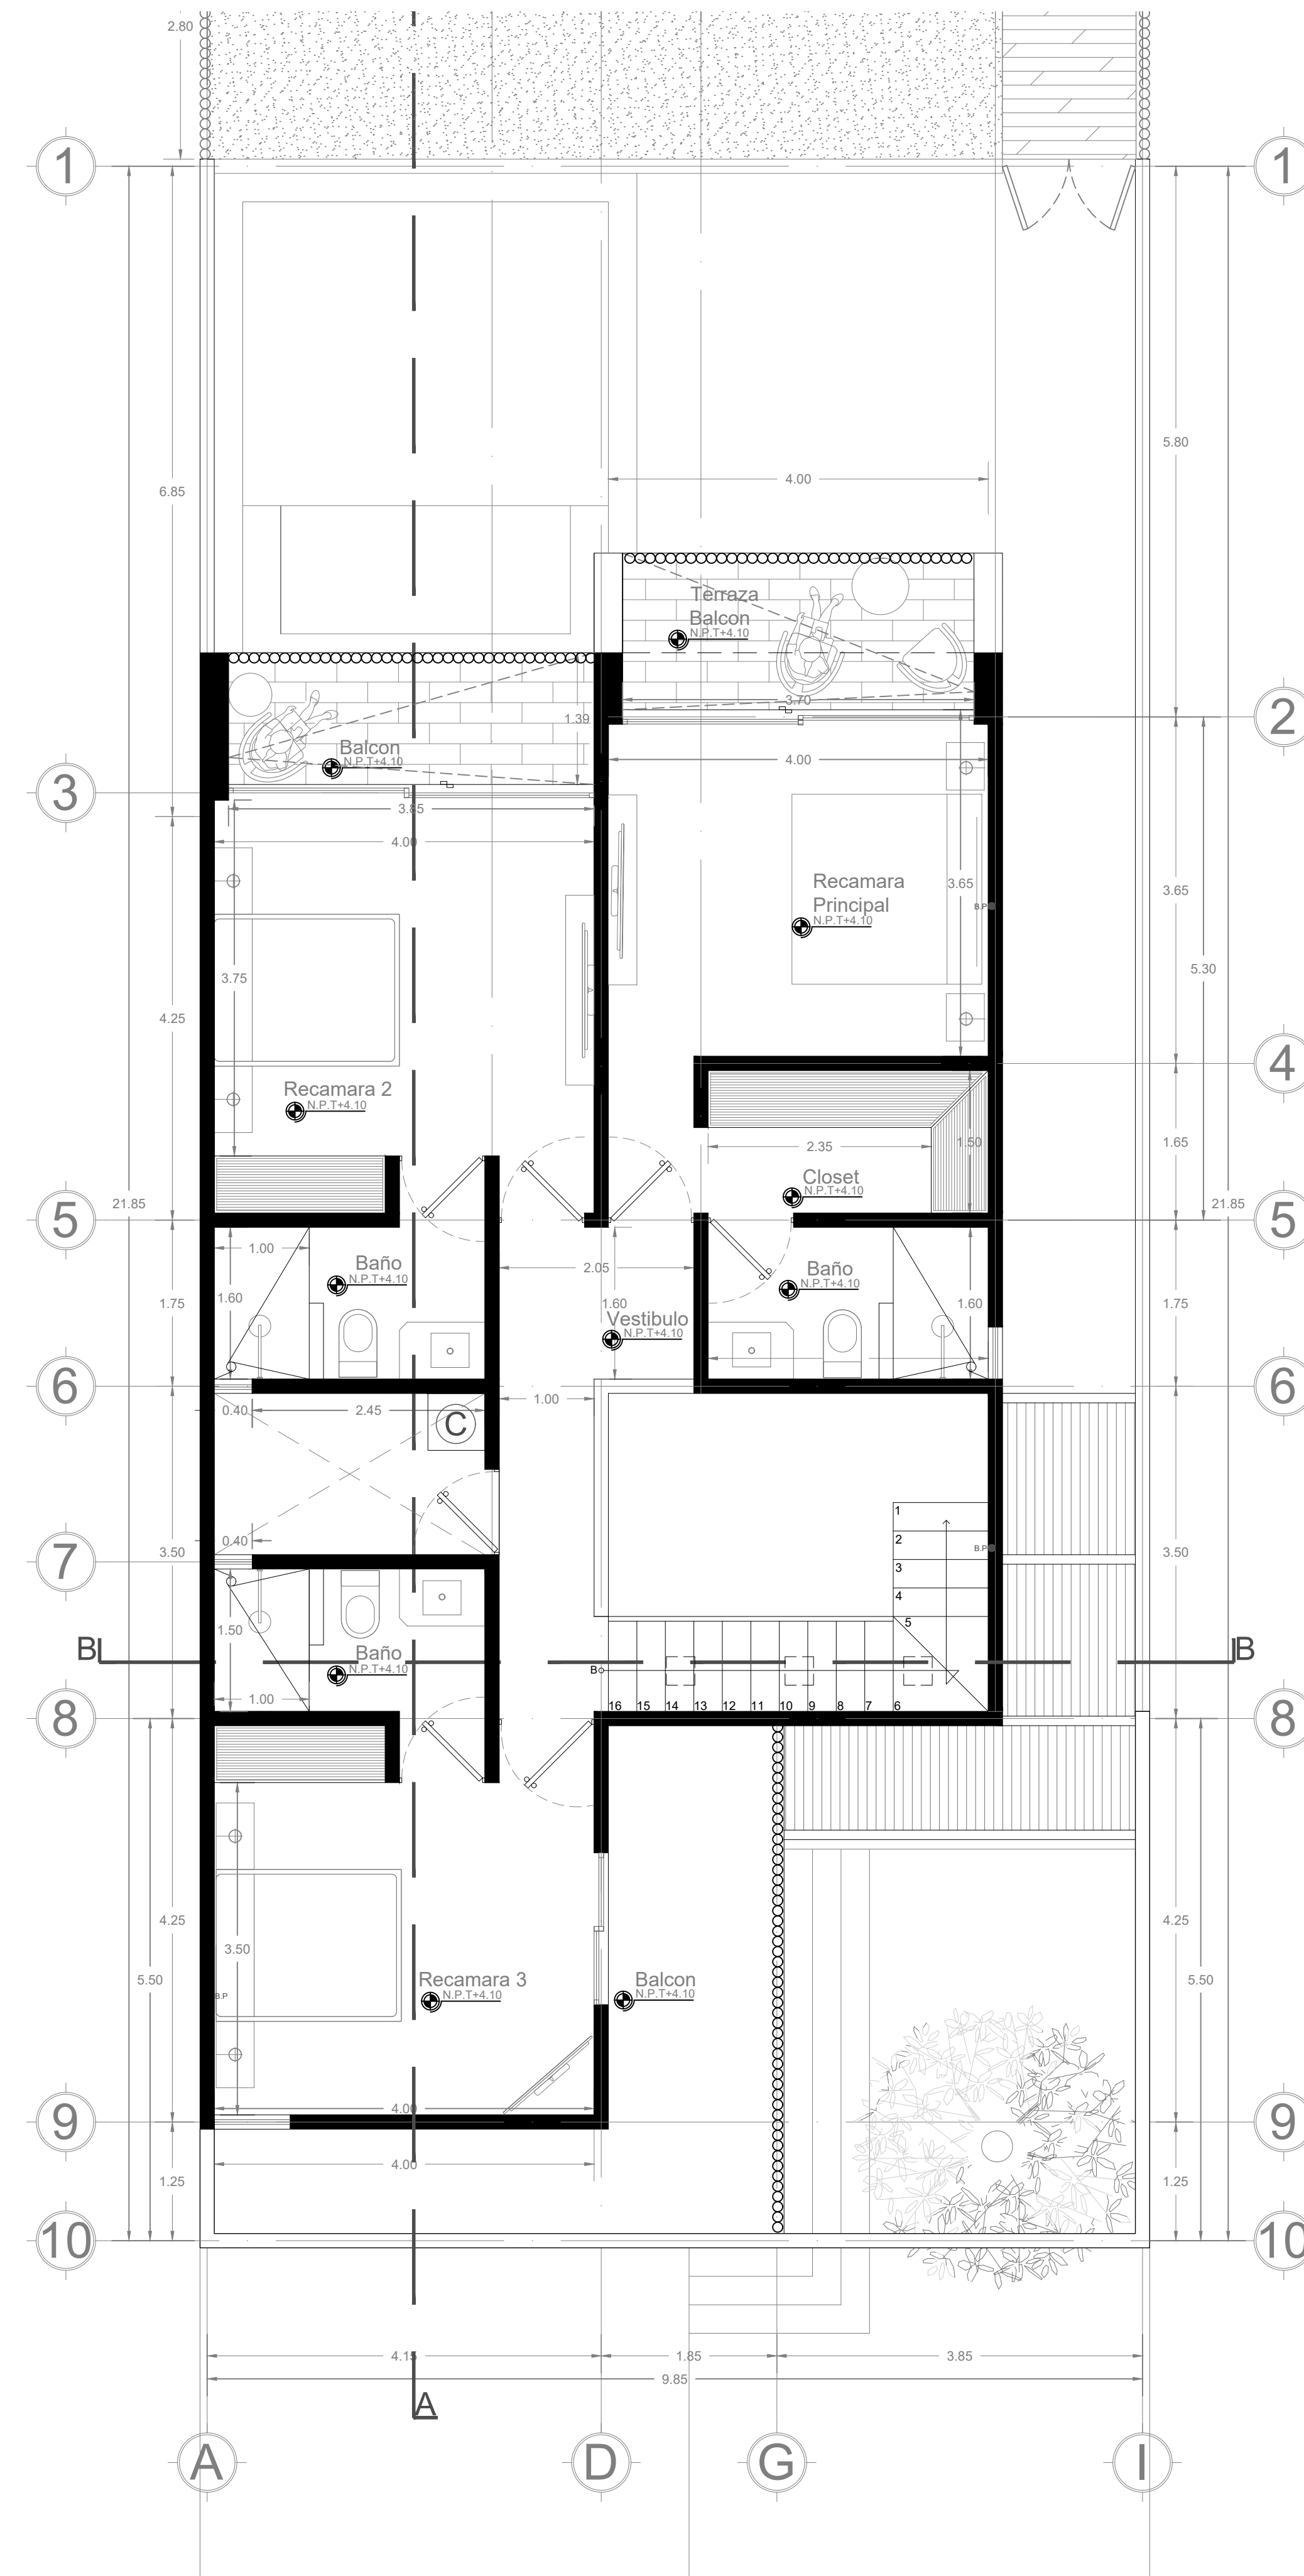 2.80
1
1
5.80
4.00
6.85
Terraza
Balcon
N.P.T+4.10
3.70
1.39
2
Balcon
N.P.T+4.10
4.00
3
3.85
4.00
Recamara
Principal
N.P.T+4.10
3.65
B.P
3.65
5.30
3.75
4.25
4
Recamara 2
N.P.T+4.10
2.35
1.50
1.65
Closet
N.P.T+4.10
21.85
21.85
5
5
1.00
Baño
N.P.T+4.10
2.05
Baño
N.P.T+4.10
1.60
1.60
1.60
1.75
1.75
Vestibulo
N.P.T+4.10
6
6
0.40
2.45
C
1.00
1
2
3
4
5
B.P
0.40
7
3.50
3.50
1.50
B
Baño
N.P.T+4.10
B
B
1.00
16
15
14
13
12
11
10
9
8
7
6
8
8
4.25
4.25
3.50
5.50
5.50
Recamara 3
N.P.T+4.10
Balcon
N.P.T+4.10
B.P
4.00
9
9
4.00
1.25
1.25
10
10
4.15
1.85
3.85
9.85
A
A
D
G
I